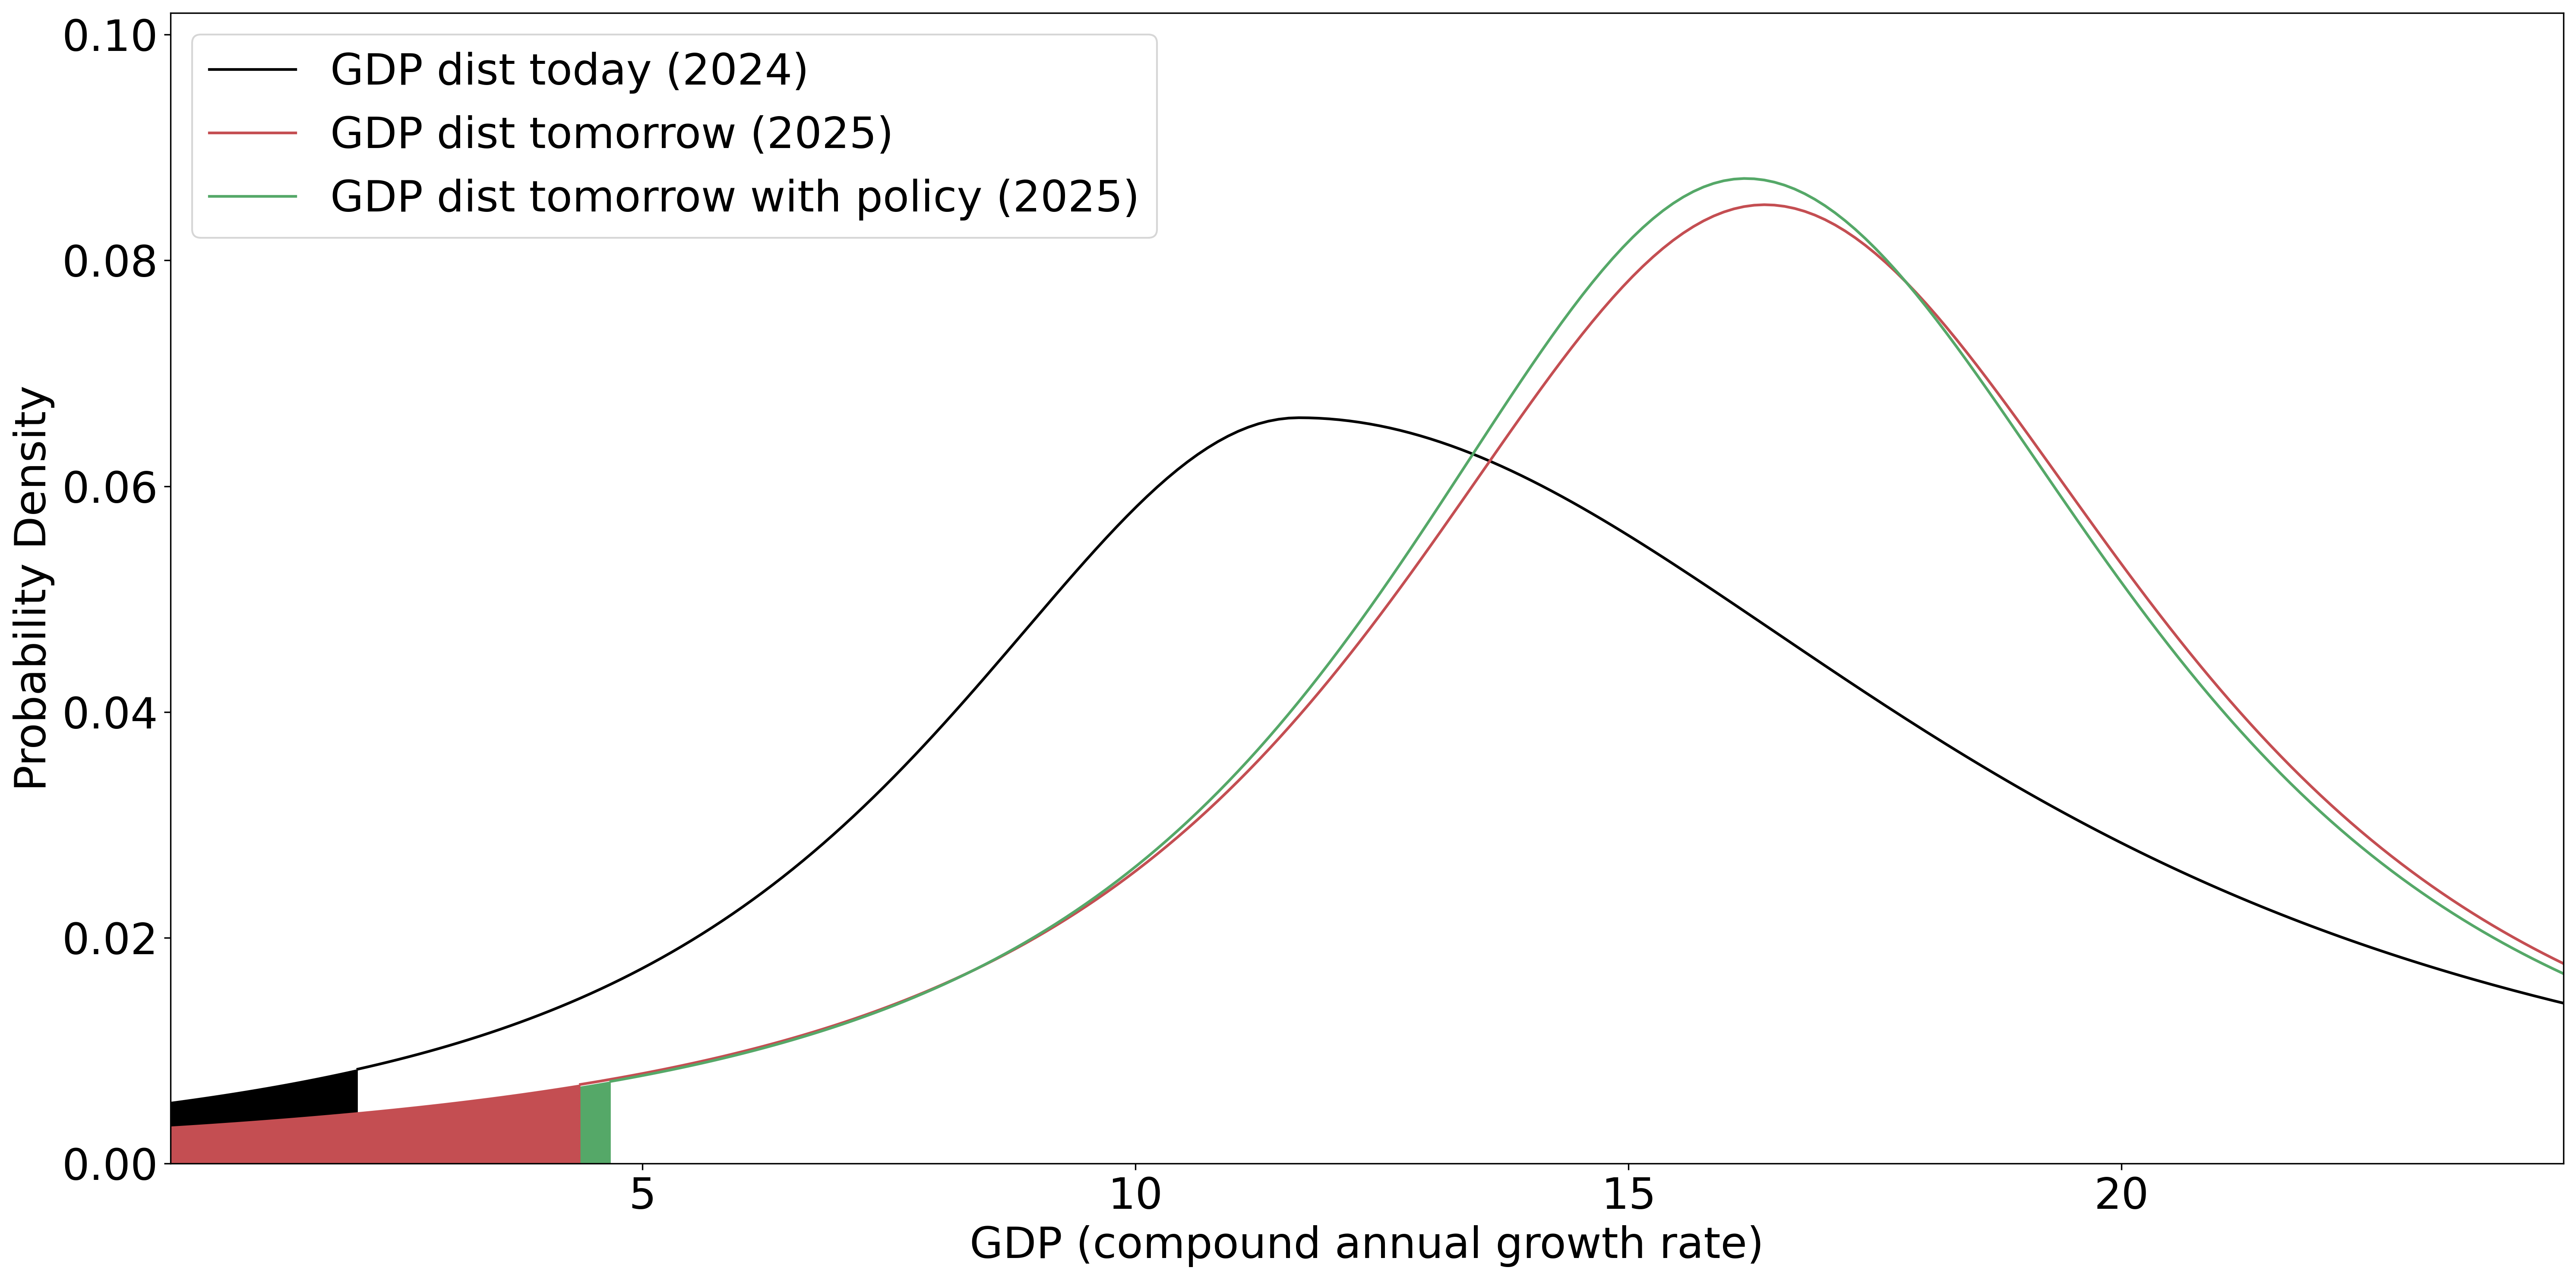 0.10
0.08
0.06
0.04
0.02
0.00
Probability Density
GDP dist today (2024)
GDP dist tomorrow (2025)
GDP dist tomorrow with policy (2025)
5
10
15
20
GDP (compound annual growth rate)